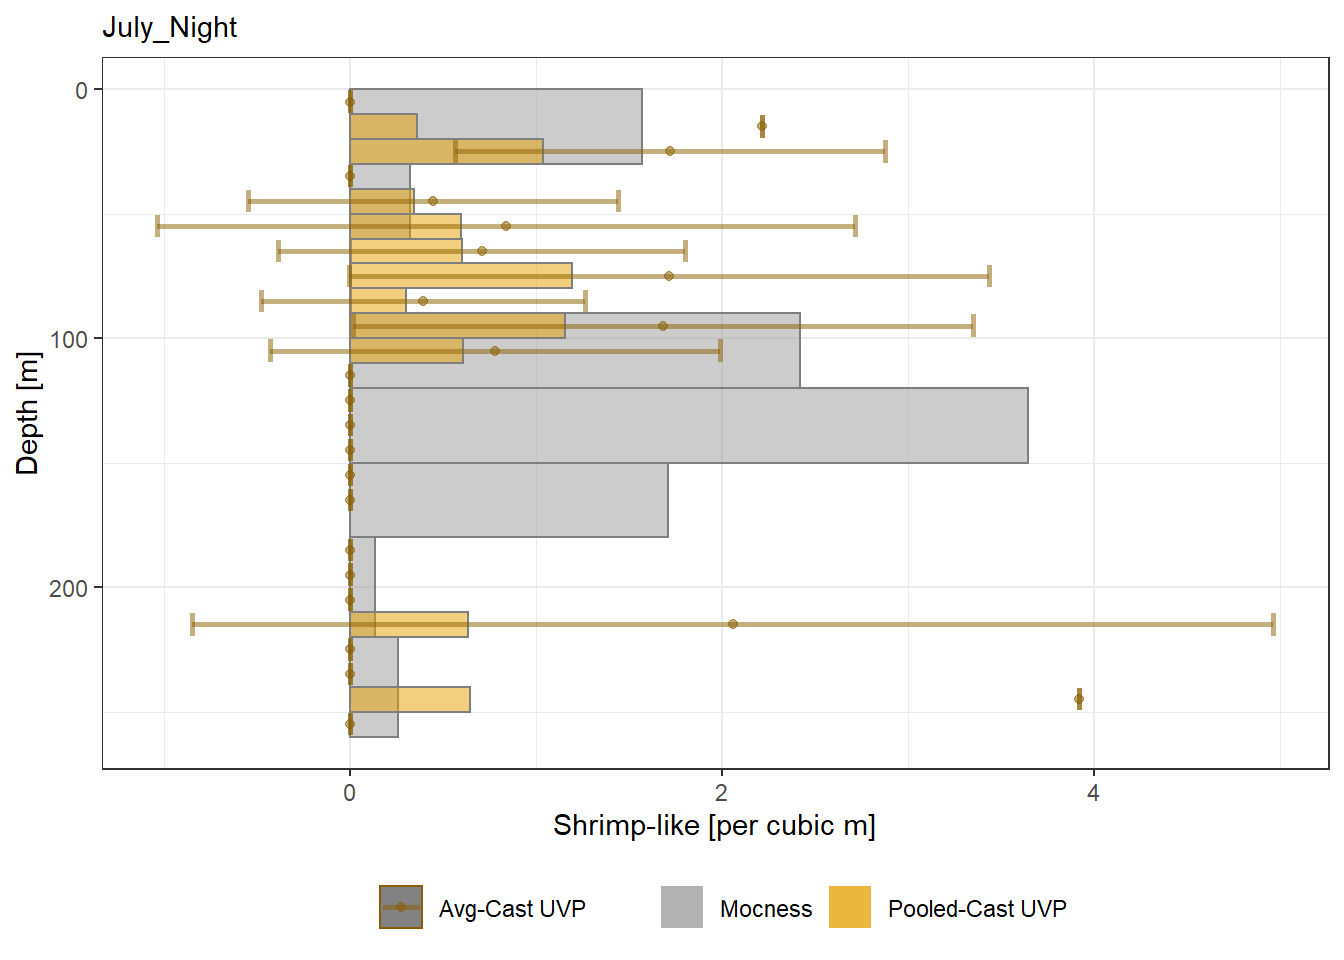 July_Night
0
100
200
Depth [m]
0 2 4
Shrimp-like [per cubic m]
Avg-Cast UVP Mocness Pooled-Cast UVP